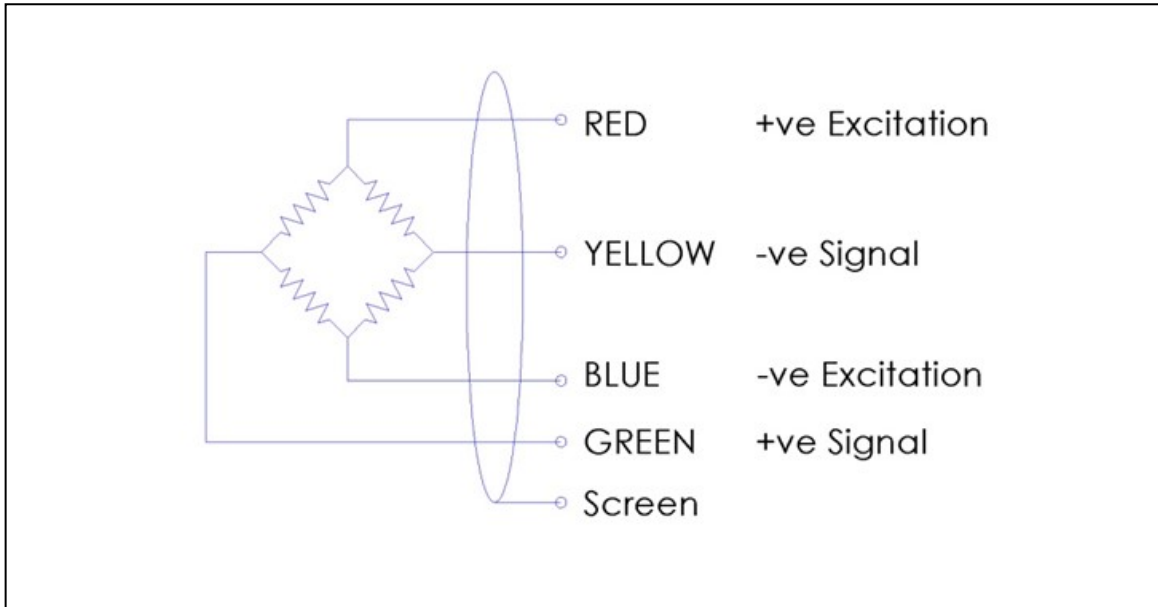 RED +ve Excitation
YELLOW -ve Signal
BLUE -ve Excitation
GREEN +ve Signal
Screen